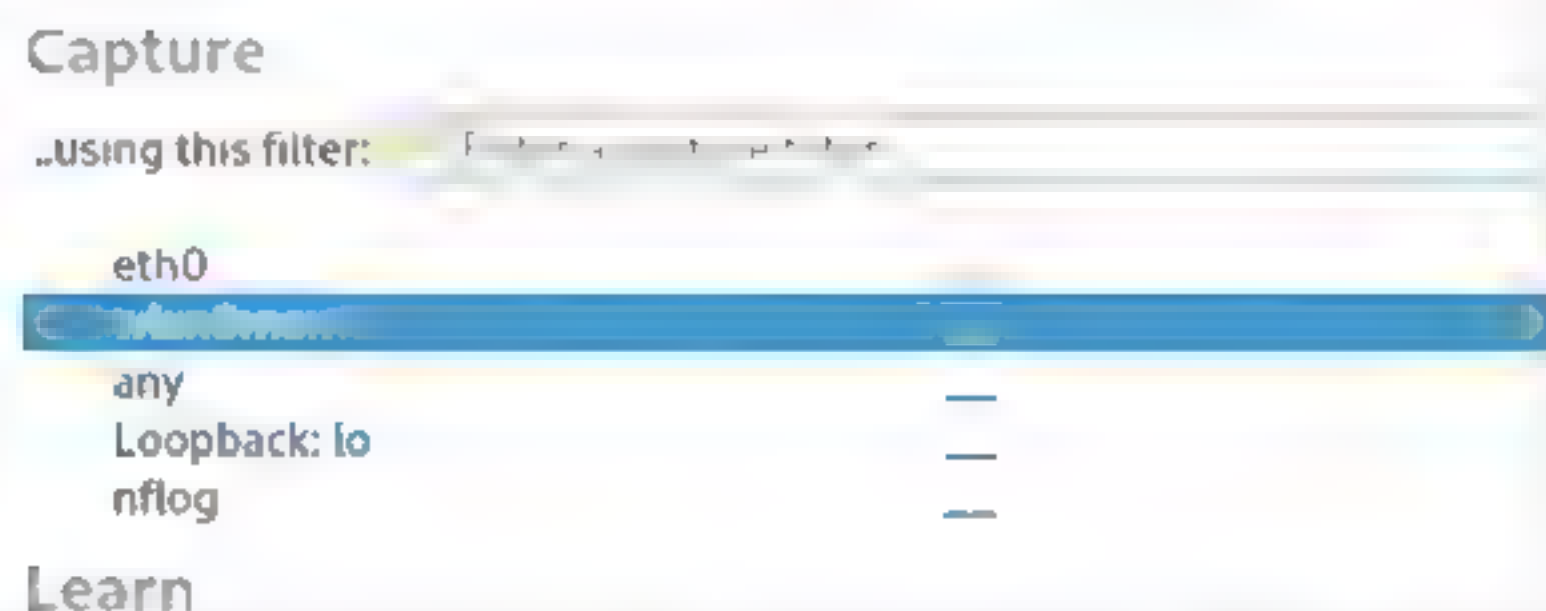 Capture
...using this filter:
eth0
any
Loopback: lo
nflog
Learn